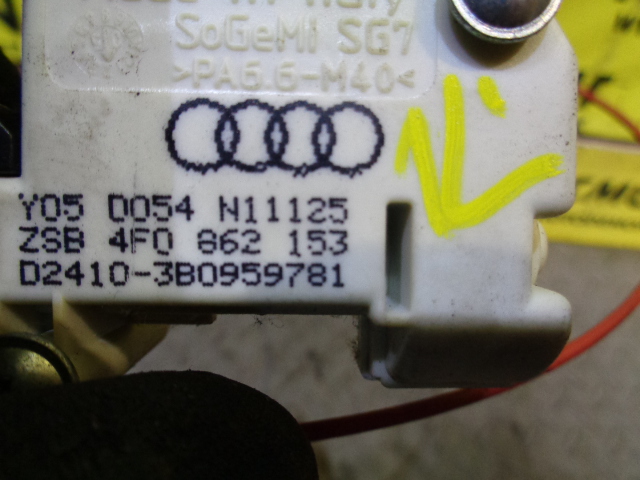 SoGeMi SG7
>PA6.6-M40<
Y05 D054 N11125
ZSB 4F0 862 153
D2410-3B0959781